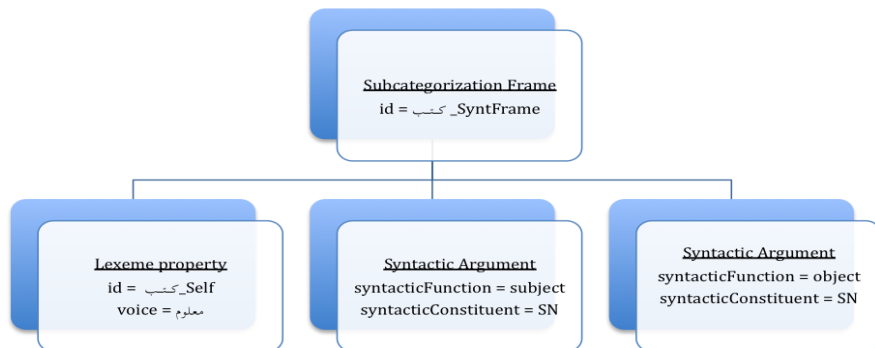 Subcategorization Frame
id = كتب_SyntFrame
Lexeme property
id = كتب_Self
voice = معلوم
Syntactic Argument
syntacticFunction = subject
syntacticConstituent = SN
Syntactic Argument
syntacticFunction = object
syntacticConstituent = SN